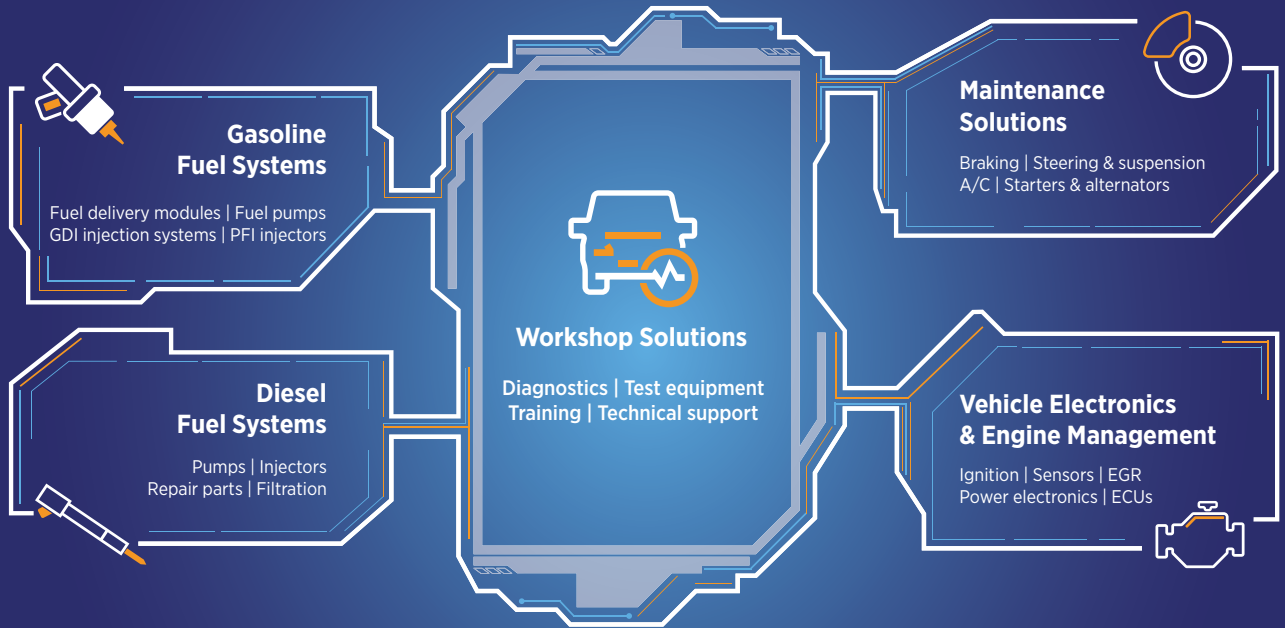 Gasoline
Fuel Systems
Fuel delivery modules | Fuel pumps
GDI injection systems | PFI injectors
Diesel
Fuel Systems
Pumps | Injectors
Repair parts | Filtration
Workshop Solutions
Diagnostics | Test equipment
Training | Technical support
Maintenance
Solutions
Braking | Steering & suspension
A/C | Starters & alternators
Vehicle Electronics
& Engine Management
Ignition | Sensors | EGR
Power electronics | ECUs